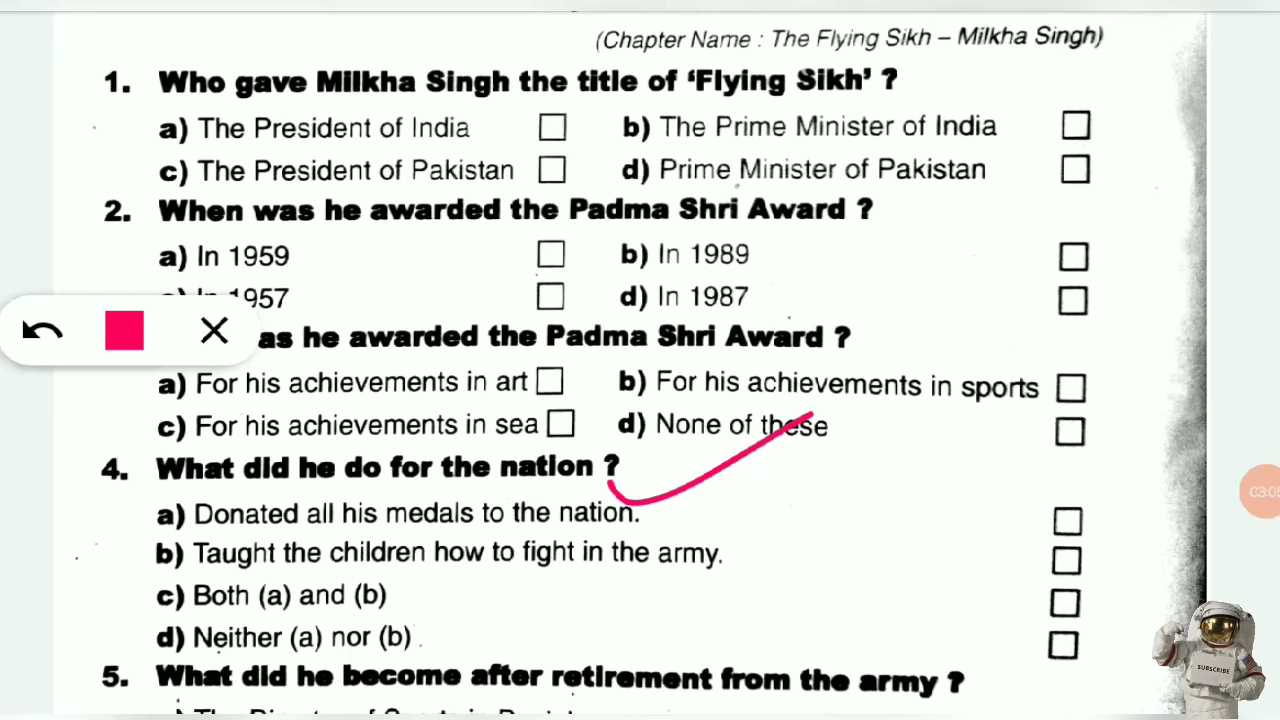 (Chapter Name : The Flying Sikh – Milkha Singh)
1. Who gave Milkha Singh the title of ‘Flying Sikh’ ?
a) The President of India b) The Prime Minister of India
c) The President of Pakistan d) Prime Minister of Pakistan
2. When was he awarded the Padma Shri Award ?
a) In 1959 b) In 1989
1957 d) In 1987
as he awarded the Padma Shri Award ?
a) For his achievements in art b) For his achievements in sports
c) For his achievements in sea d) None of these
4. What did he do for the nation ?
a) Donated all his medals to the nation.
b) Taught the children how to fight in the army.
c) Both (a) and (b)
d) Neither (a) nor (b)
5. What did he become after retirement from the army ?
03:05
SUBSCRIBE